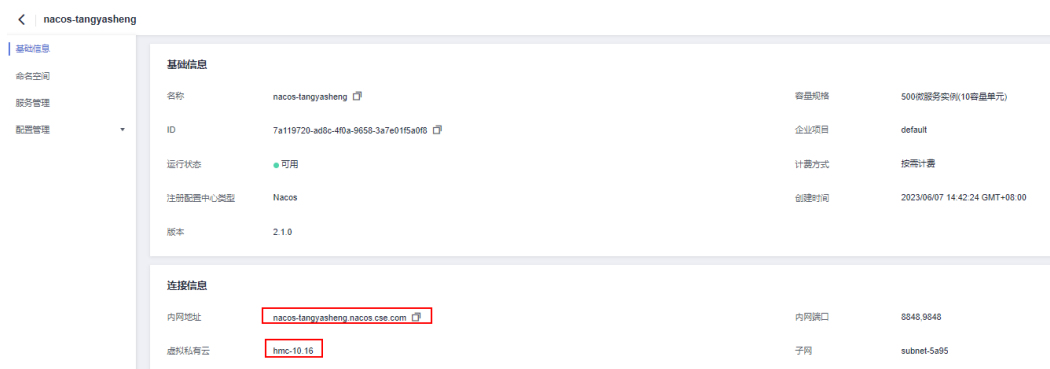 nacos-tangyasheng
基础信息
命名空间
服务管理
配置管理
基础信息
名称 nacos-tangyasheng 容量规格 500微服务实例(10容量单元)
ID 7a119720-ad8c-4f0a-9658-3a7e01f5a0f8 企业项目 default
运行状态 可用 计费方式 按需计费
注册配置中心类型 Nacos 创建时间 2023/06/07 14:42:24 GMT+08:00
版本 2.1.0
连接信息
内网地址 nacos-tangyasheng.nacos.cse.com 内网端口 8848,9848
虚拟私有云 hmc-10.16 子网 subnet-5a95